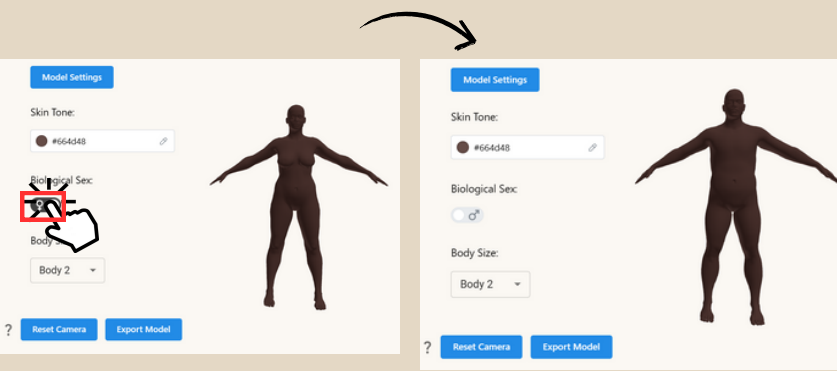 Model Settings
Skin Tone:
#664d48
Biological Sex:
Body
Body 2
?
Reset Camera
Export Model
Model Settings
Skin Tone:
#664d48
Biological Sex:
Body Size:
Body 2
?
Reset Camera
Export Model